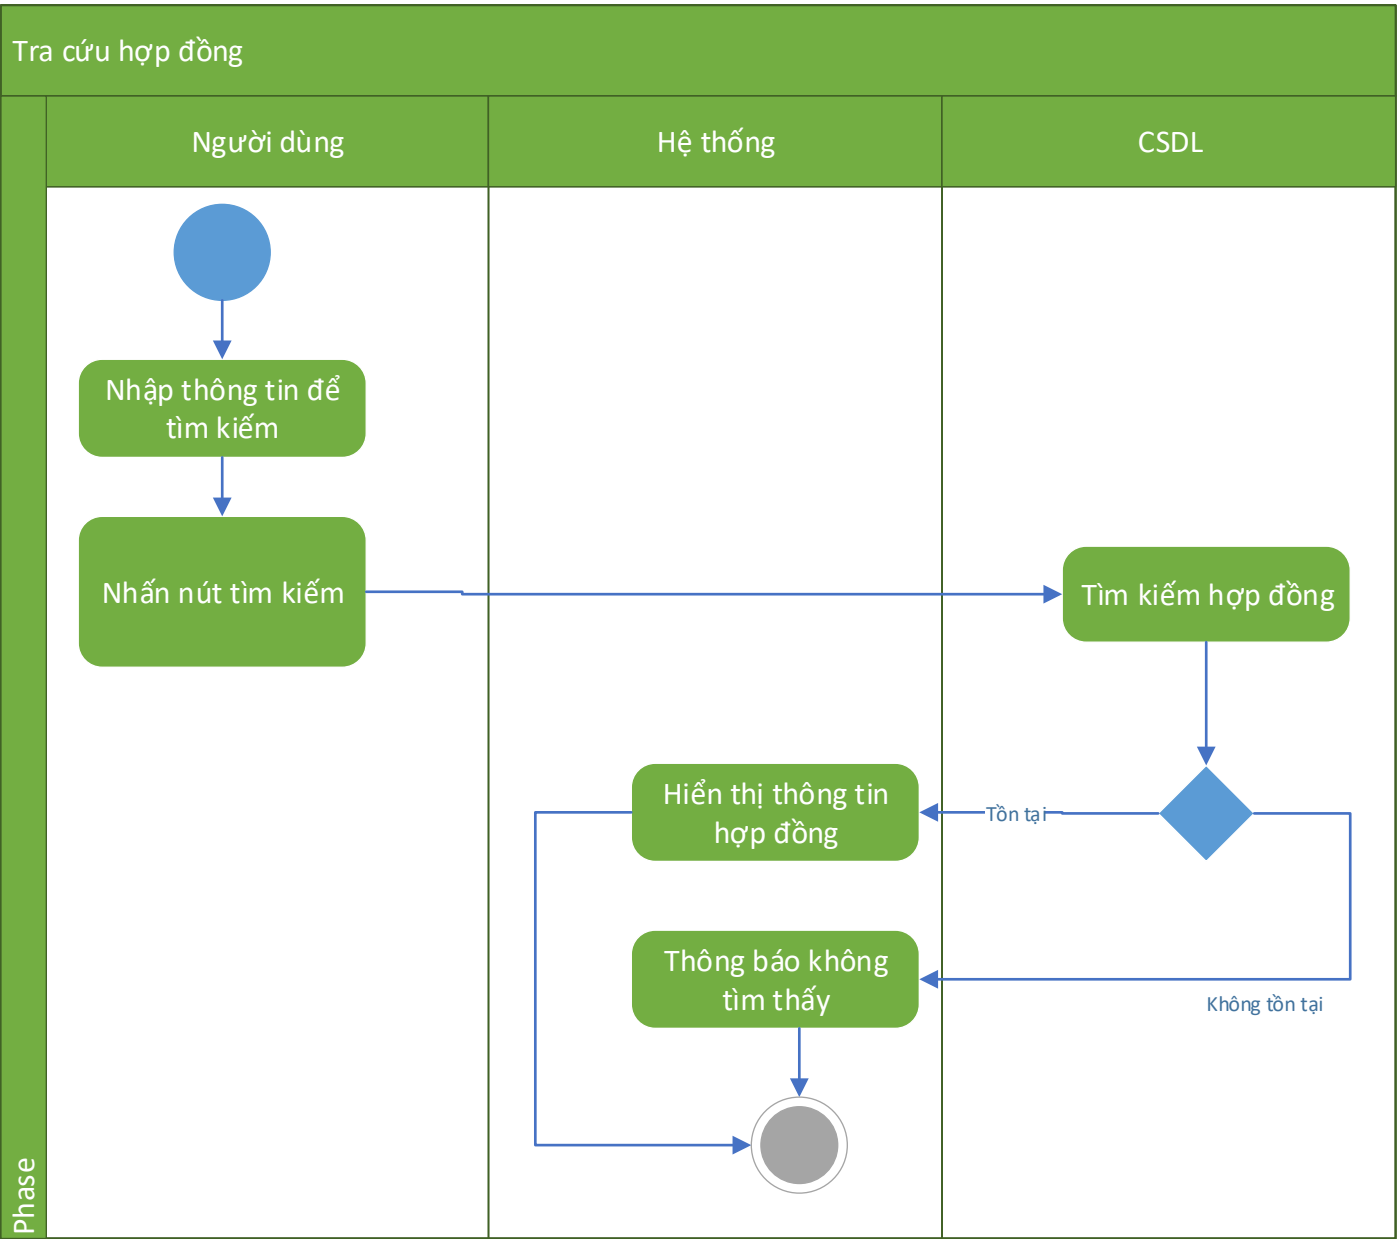 Tra cứu hợp đồng
Người dùng
Hệ thống
CSDL
Nhập thông tin để
tìm kiếm
Nhấn nút tìm kiếm
Tìm kiếm hợp đồng
Hiển thị thông tin
hợp đồng
Tồn tại
Thông báo không
tìm thấy
Không tồn tại
Phase